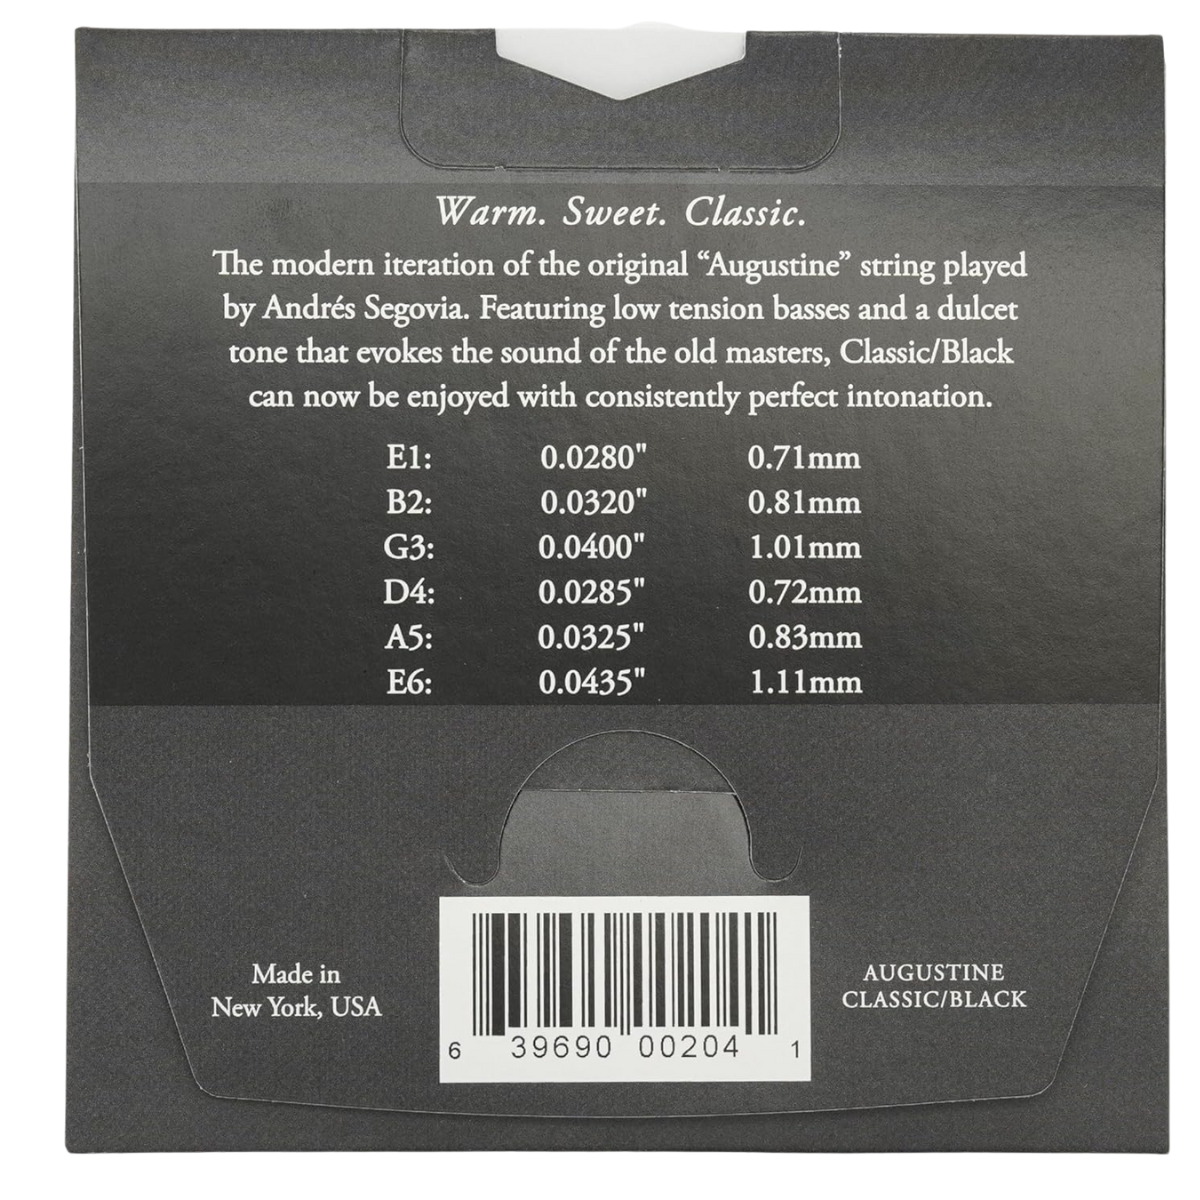 Warm. Sweet. Classic.
The modern iteration of the original “Augustine” string played
by Andrés Segovia. Featuring low tension basses and a dulcet
tone that evokes the sound of the old masters, Classic/Black
can now be enjoyed with consistently perfect intonation.
E1: 0.0280" 0.71mm
B2: 0.0320" 0.81mm
G3: 0.0400" 1.01mm
D4: 0.0285" 0.72mm
A5: 0.0325" 0.83mm
E6: 0.0435" 1.11mm
Made in
New York, USA
6 39690 00204 1
AUGUSTINE
CLASSIC/BLACK